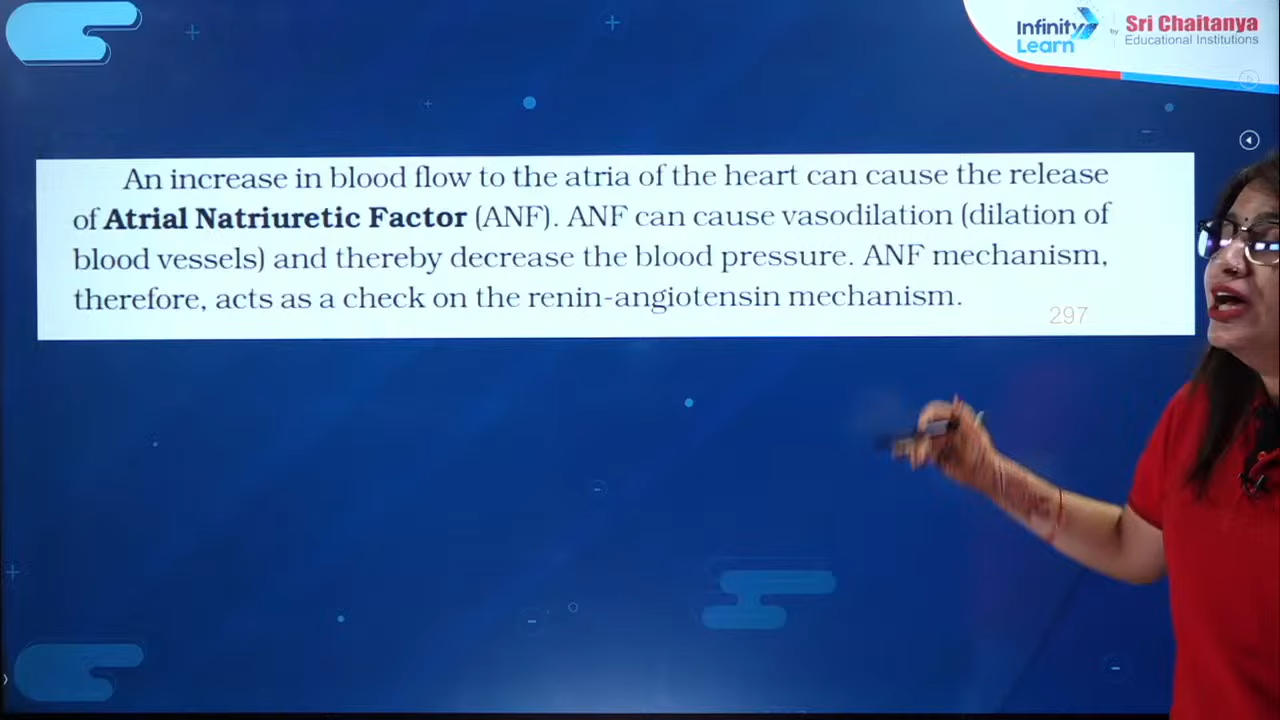 Infinity
Learn
by
Sri Chaitanya
Educational Institutions
An increase in blood flow to the atria of the heart can cause the release
of Atrial Natriuretic Factor (ANF). ANF can cause vasodilation (dilation of
blood vessels) and thereby decrease the blood pressure. ANF mechanism,
therefore, acts as a check on the renin-angiotensin mechanism.
297